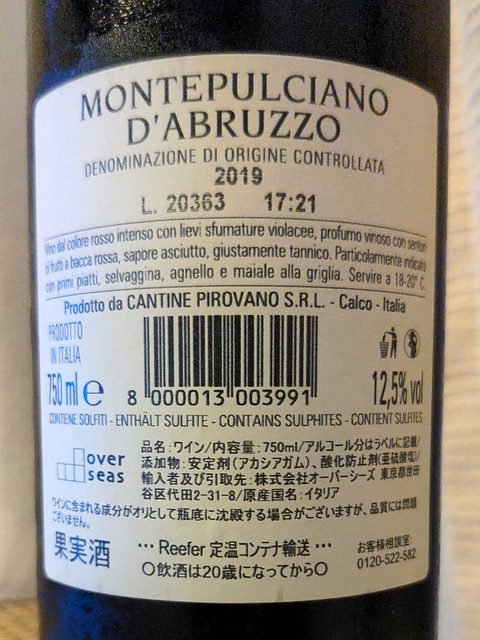 MONTEPULCIANO
D'ABRUZZO
DENOMINAZIONE DI ORIGINE CONTROLLATA
2019
L. 20363 17:21
Vino dal colore rosso intenso con lievi sfumature violacee, profumo vinoso con sentori
di frutti a bacca rossa, sapore asciutto, giustamente tannico. Particolarmente indicato
con primi piatti, selvaggina, agnello e maiale alla griglia. Servire a 18-20° C.
Prodotto da CANTINE PIROVANO S.R.L. - Calco - Italia
PRODOTTO
IN ITALIA
750 ml e
8 000013 003991
12,5% vol
CONTIENE SOLFITI - ENTHÄLT SULFITE - CONTAINS SULPHITES - CONTIENT SULFITES
over
seas
品名:ワイン/内容量:750ml/アルコール分はラベルに記載/
添加物:安定剤(アカシアガム)、酸化防止剤(亜硫酸塩)/
輸入者及び引取先:株式会社オーバーシーズ 東京都世田
谷区代田2-31-8/原産国名:イタリア
ワインに含まれる成分がオリとして瓶底に沈殿する場合がございますが、品質には問題
ございません。
果実酒
… Reefer 定温コンテナ輸送 …
○飲酒は20歳になってから○
お客様相談室:
0120-522-582